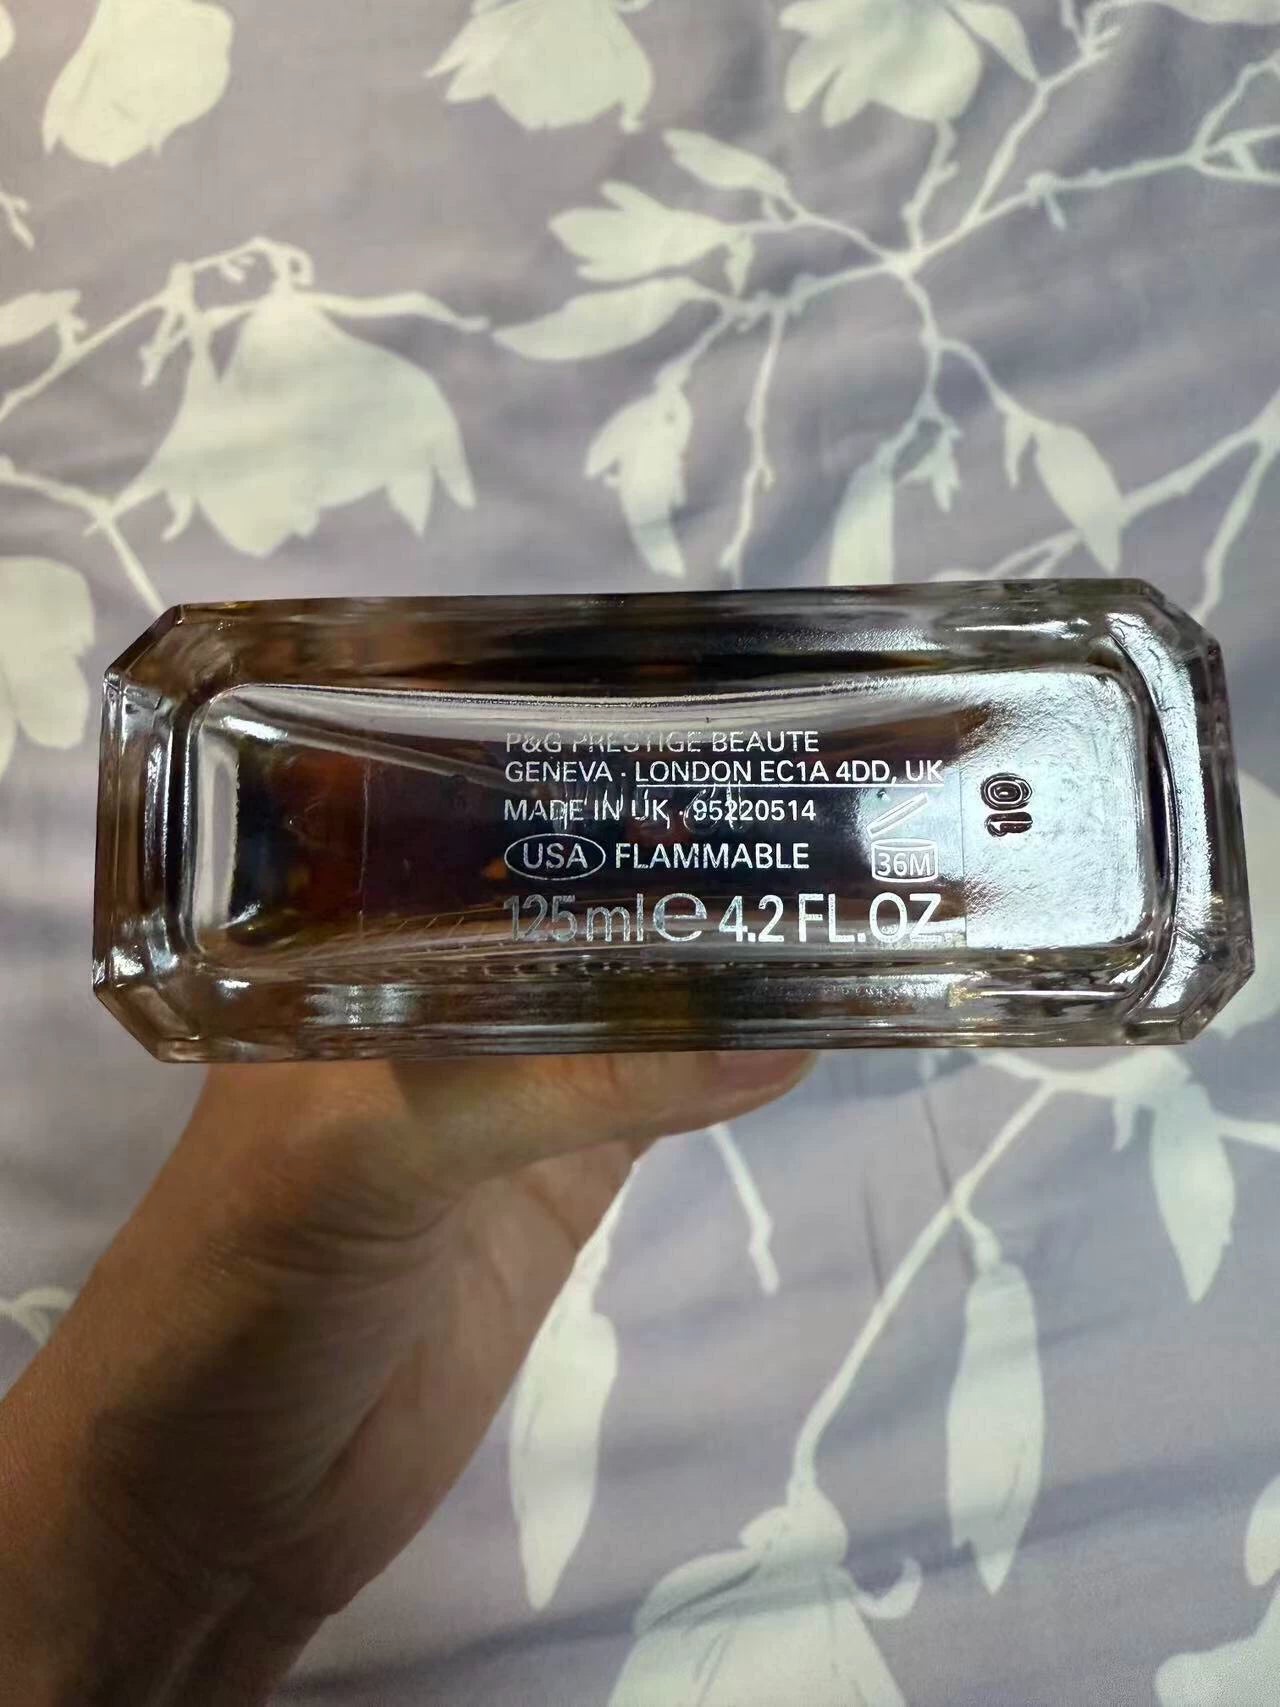 P&G PRESTIGE BEAUTE
GENEVA · LONDON EC1A 4DD, UK
MADE IN UK · 95220514
USA FLAMMABLE
36M
125ml e 4.2 FL.OZ.
10